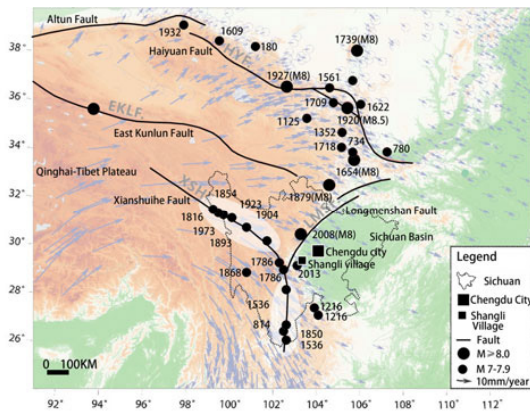 Altun Fault
38°
1932
1609
180
1739(M8)
Haiyuan Fault
HYF
1927(M8)
1561
36°
1709
1622
EKLF
1920(M8.5)
1125
East Kunlun Fault
1352
734
34°
1718
780
1654(M8)
Qinghai-Tibet Plateau
32°
Xianshuihe Fault
XSHF
1854
1879(M8)
1923
1816
1904
Longmenshan Fault
1973
2008(M8)
Sichuan Basin
30°
1893
Chengdu city
Shangli village
1786
1868
1786
2013
28°
1536
1216
814
1216
26°
1850
1536
0 100KM
92° 94° 96° 98° 100° 102° 104° 106° 108° 110°
Legend
Sichuan
Chengdu City
Shangli
Village
Fault
M≥8.0
M 7-7.9
10mm/year